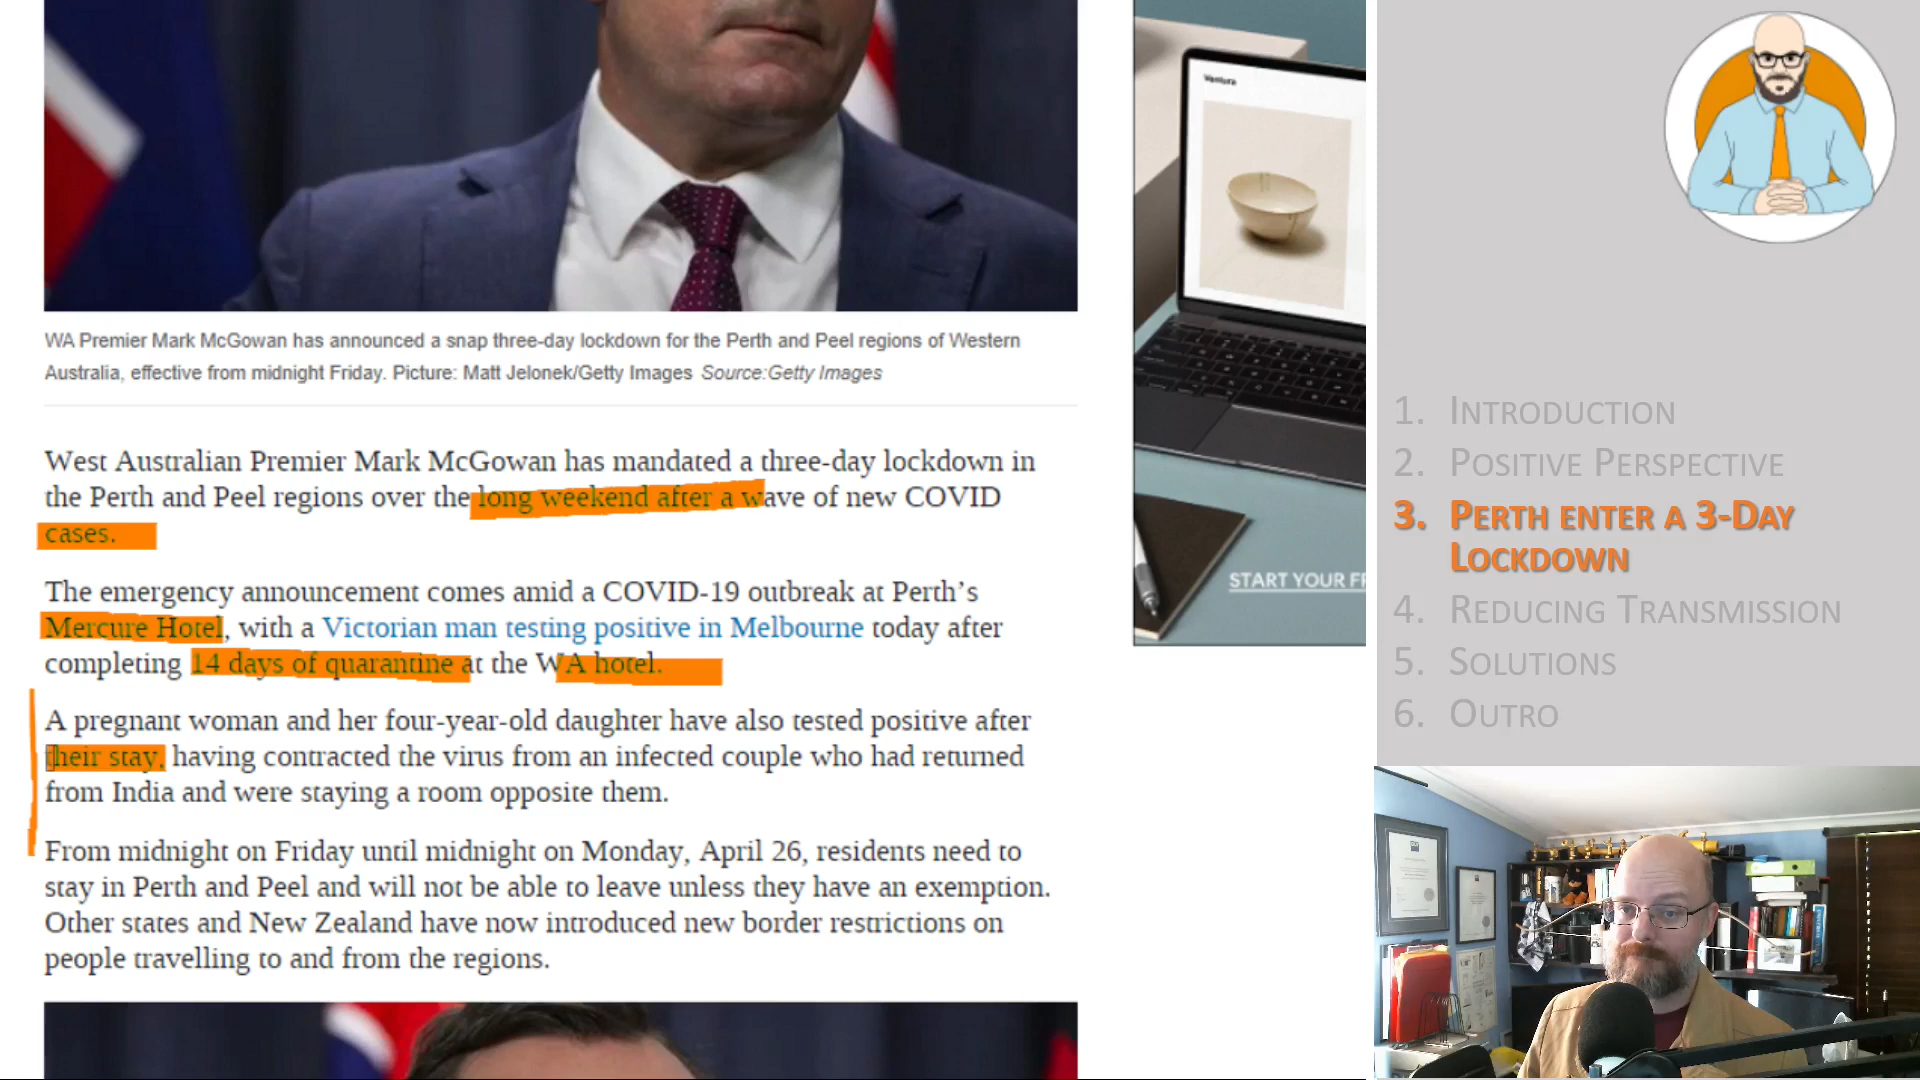 Ventura
WA Premier Mark McGowan has announced a snap three-day lockdown for the Perth and Peel regions of Western
Australia, effective from midnight Friday. Picture: Matt Jelonek/Getty Images Source:Getty Images
West Australian Premier Mark McGowan has mandated a three-day lockdown in
the Perth and Peel regions over the long weekend after a wave of new COVID
cases.
The emergency announcement comes amid a COVID-19 outbreak at Perth’s
Mercure Hotel, with a Victorian man testing positive in Melbourne today after
completing 14 days of quarantine at the WA hotel.
A pregnant woman and her four-year-old daughter have also tested positive after
their stay, having contracted the virus from an infected couple who had returned
from India and were staying a room opposite them.
From midnight on Friday until midnight on Monday, April 26, residents need to
stay in Perth and Peel and will not be able to leave unless they have an exemption.
Other states and New Zealand have now introduced new border restrictions on
people travelling to and from the regions.
START YOUR FR
1. INTRODUCTION
2. POSITIVE PERSPECTIVE
3. PERTH ENTER A 3-DAY
LOCKDOWN
4. REDUCING TRANSMISSION
5. SOLUTIONS
6. OUTRO